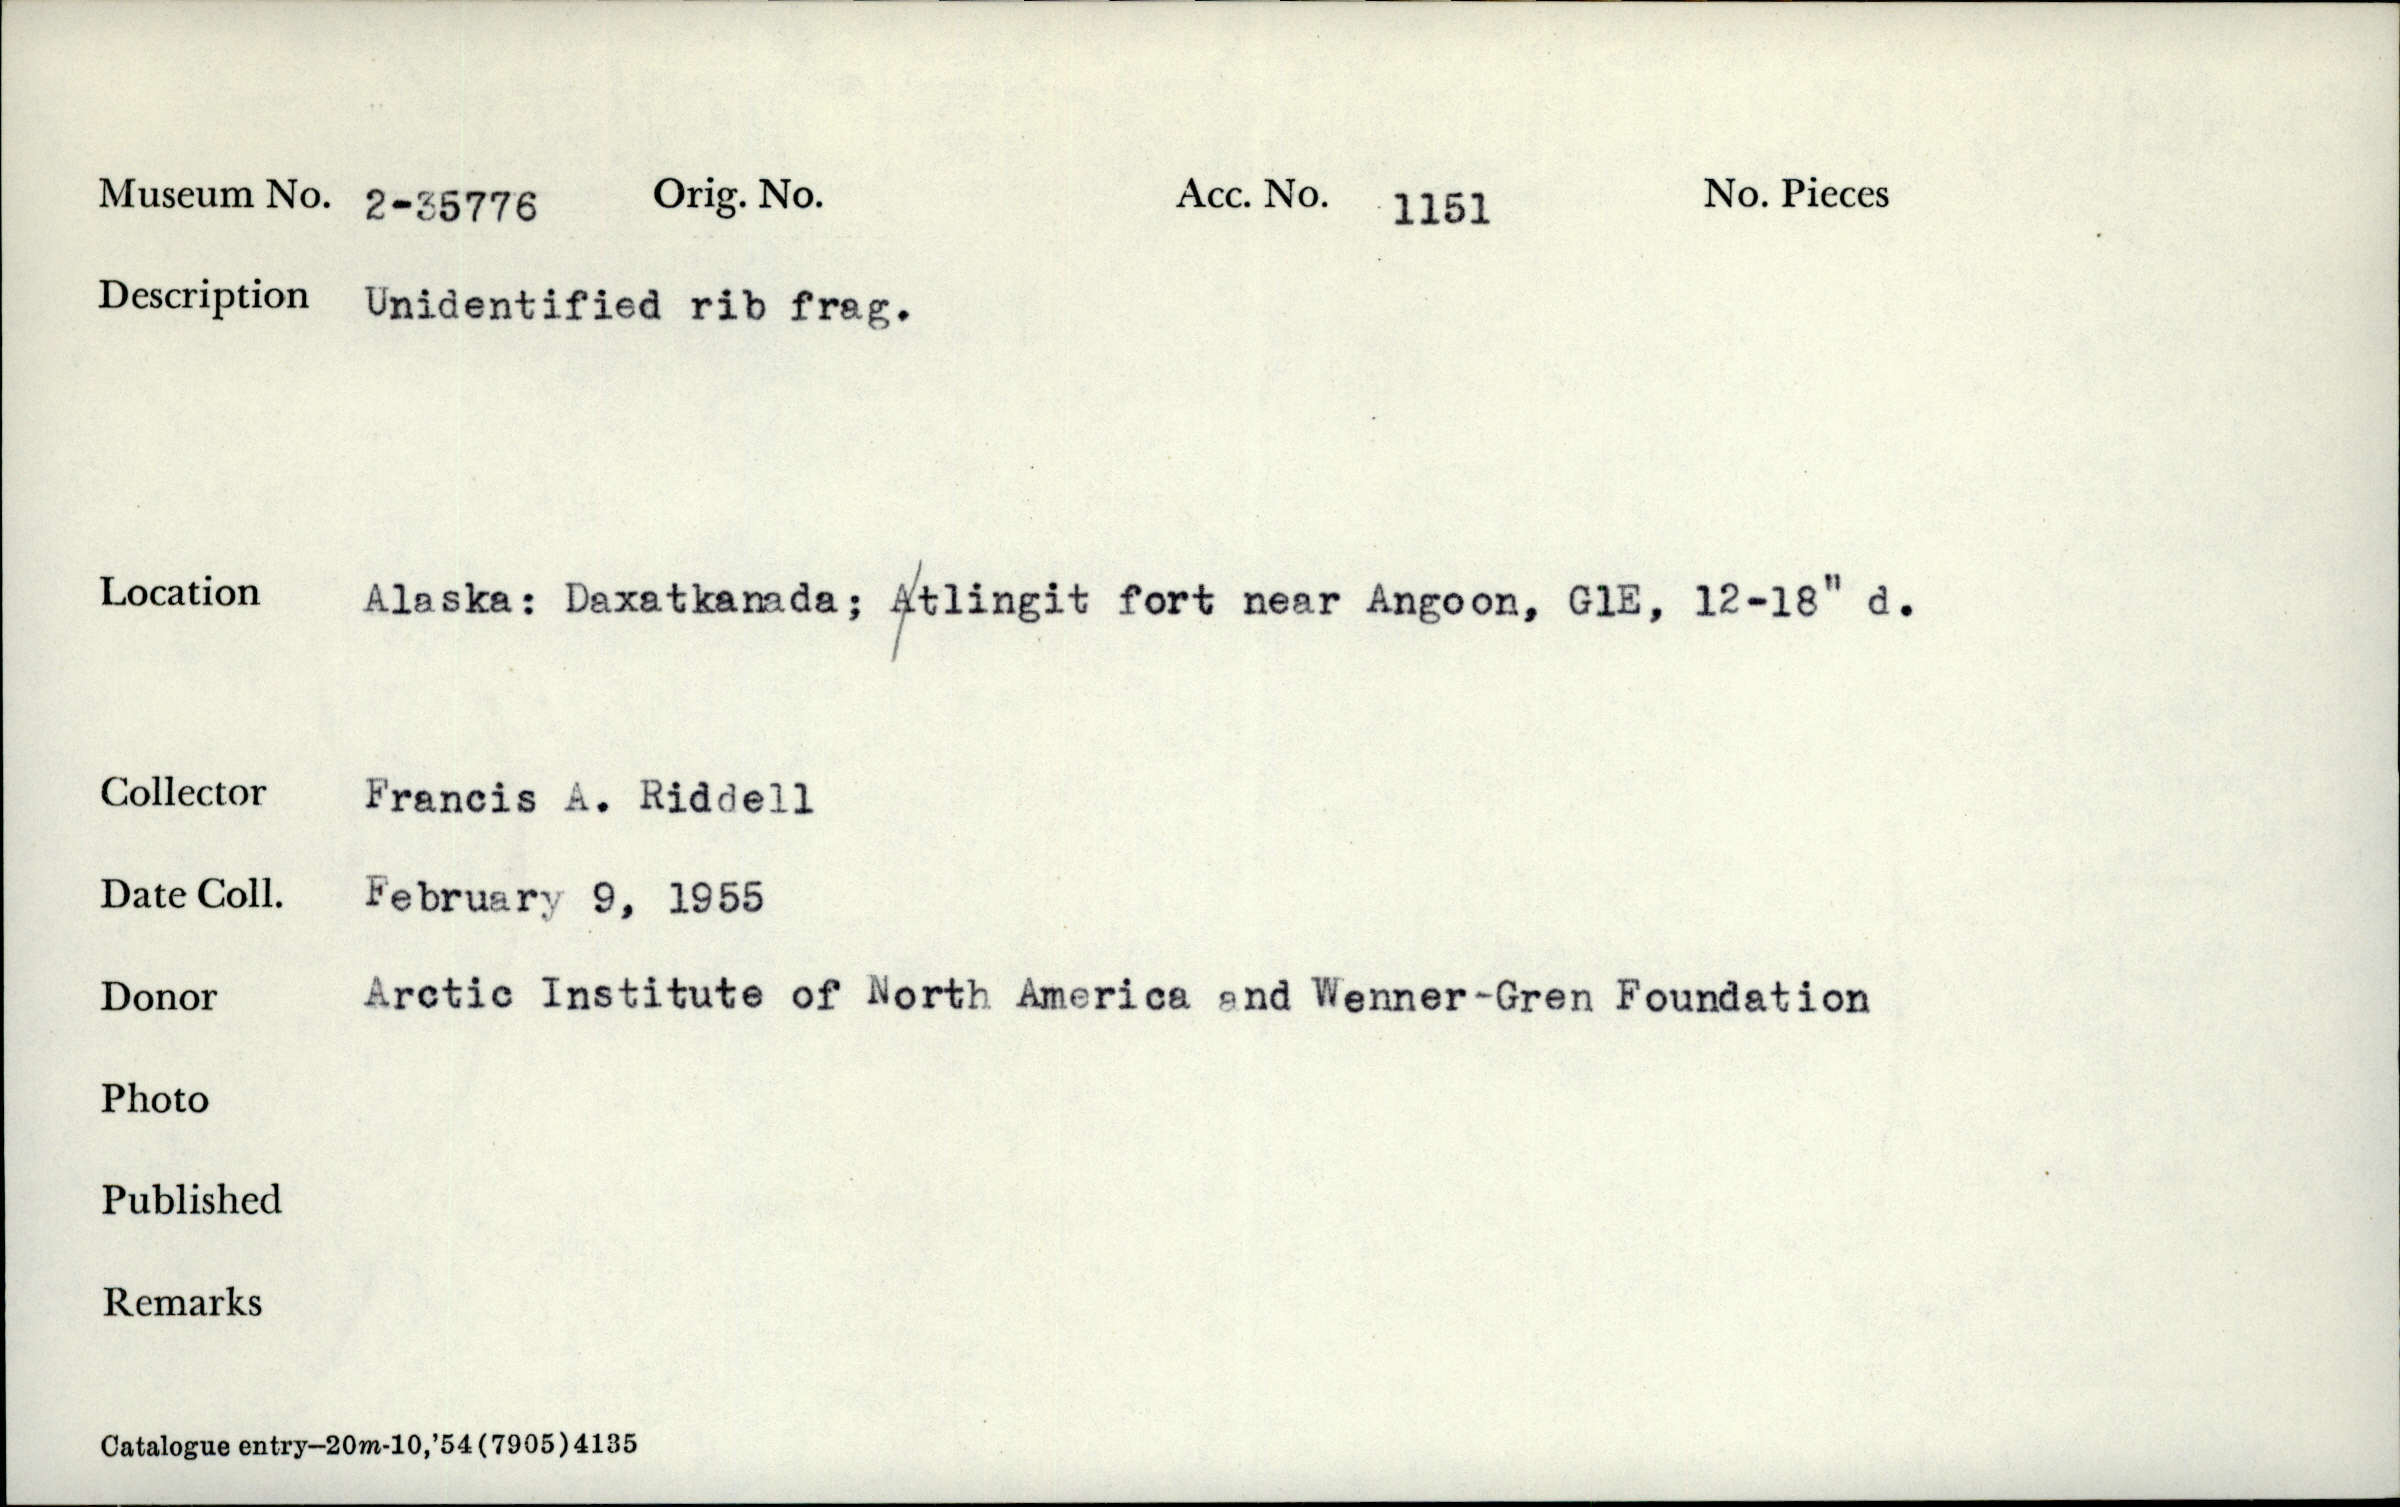 Museum No. 2-35776 Orig. No. Acc. No. 1151 No. Pieces
Description Unidentified rib frag.
Location Alaska: Daxatkanada; Atlingit fort near Angoon, G1E, 12-18" d.
Collector Francis A. Riddell
Date Coll. February 9, 1955
Donor Arctic Institute of North America and Wenner-Gren Foundation
Photo
Published
Remarks
Catalogue entry—20m-10,'54(7905)4135